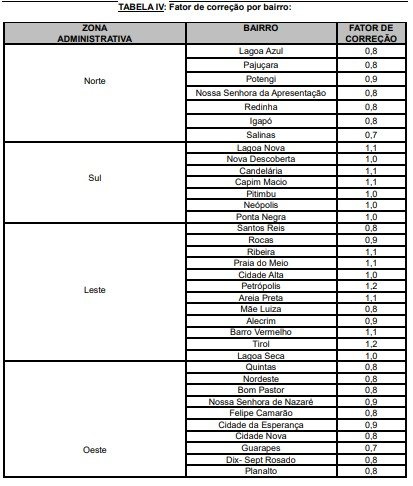 TABELA IV: Fator de correção por bairro:
ZONA ADMINISTRATIVA BAIRRO FATOR DE CORREÇÃO
Norte
Lagoa Azul 0,8
Pajuçara 0,8
Potengi 0,9
Nossa Senhora da Apresentação 0,8
Redinha 0,8
Igapó 0,8
Salinas 0,7
Sul
Lagoa Nova 1,1
Nova Descoberta 1,0
Candelária 1,1
Capim Macio 1,1
Pitimbu 1,0
Neópolis 1,0
Ponta Negra 1,0
Leste
Santos Reis 0,8
Rocas 0,9
Ribeira 1,1
Praia do Meio 1,1
Cidade Alta 1,0
Petrópolis 1,2
Areia Preta 1,1
Mãe Luiza 0,8
Alecrim 0,9
Barro Vermelho 1,1
Tirol 1,2
Lagoa Seca 1,0
Oeste
Quintas 0,8
Nordeste 0,8
Bom Pastor 0,8
Nossa Senhora de Nazaré 0,9
Felipe Camarão 0,8
Cidade da Esperança 0,9
Cidade Nova 0,8
Guarapes 0,7
Dix- Sept Rosado 0,8
Planalto 0,8